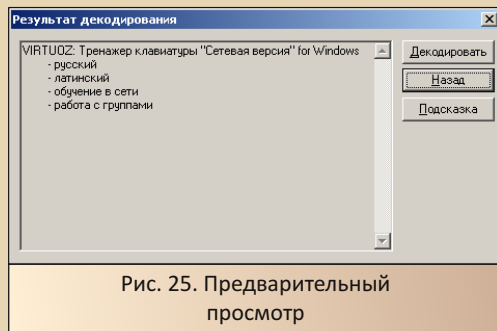 Результат декодирования
VIRTUOZ: Тренажер клавиатуры "Сетевая версия" for Windows
- русский
- латинский
- обучение в сети
- работа с группами
Декодировать
Назад
Подсказка
Рис. 25. Предварительный
просмотр